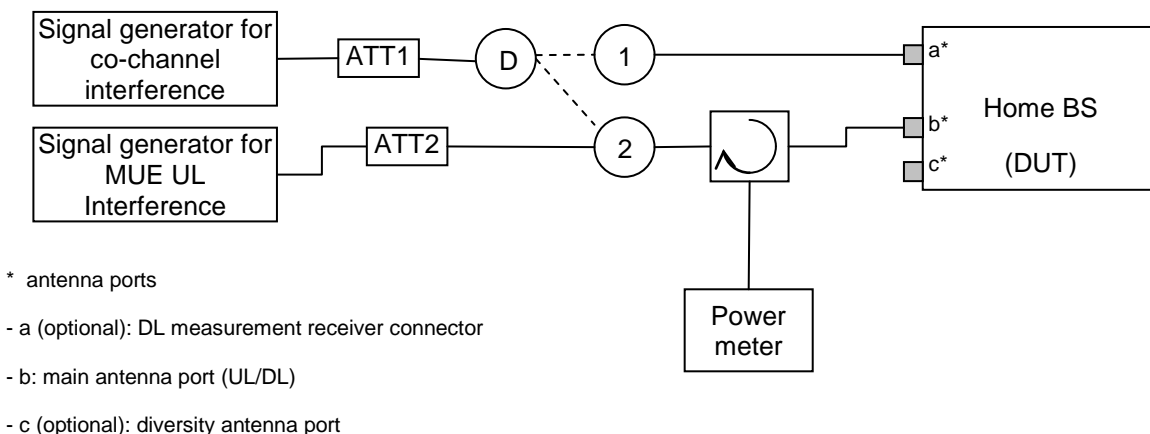 Signal generator for
co-channel
interference
ATT1
D
1
a*
Signal generator for
MUE UL
Interference
ATT2
2
b*
c*
Home BS
(DUT)
Power
meter
* antenna ports
- a (optional): DL measurement receiver connector
- b: main antenna port (UL/DL)
- c (optional): diversity antenna port